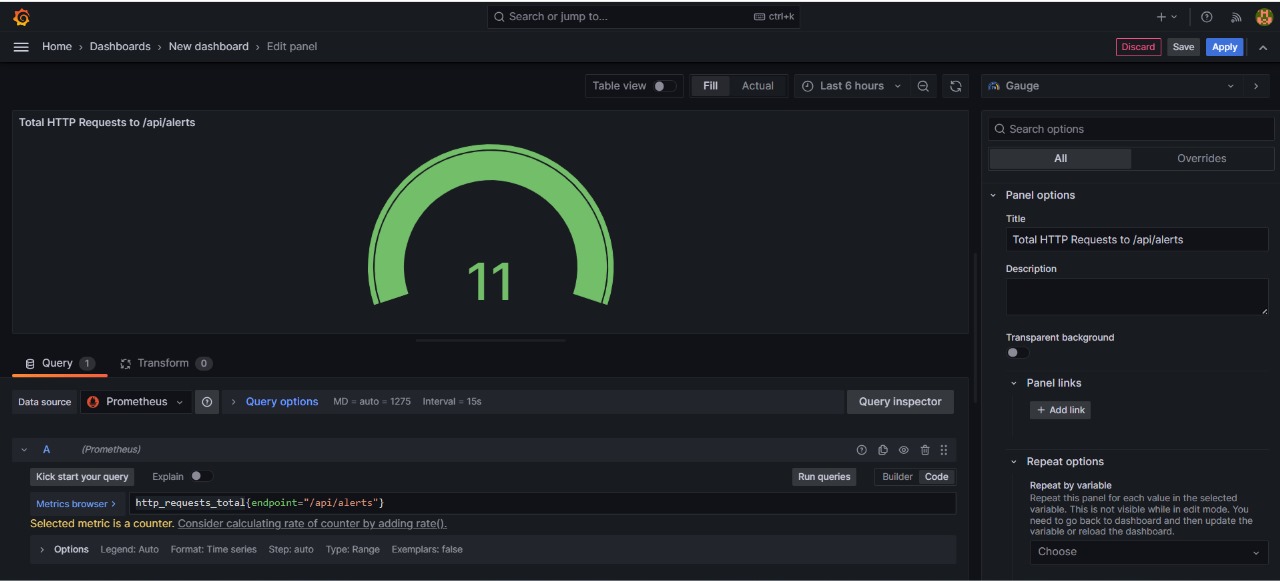 Search or jump to... ctrl+k
Home › Dashboards › New dashboard › Edit panel
Discard Save Apply
Table view Fill Actual Last 6 hours
Gauge
Total HTTP Requests to /api/alerts
11
Search options
All Overrides
Panel options
Title
Total HTTP Requests to /api/alerts
Description
Transparent background
Panel links
+ Add link
Repeat options
Repeat by variable
Repeat this panel for each value in the selected
variable. This is not visible while in edit mode. You
need to go back to dashboard and then update the
variable or reload the dashboard.
Choose
Query 1 Transform 0
Data source Prometheus › Query options MD = auto = 1275 Interval = 15s Query inspector
A (Prometheus)
Kick start your query Explain Run queries Builder Code
Metrics browser › http_requests_total{endpoint="/api/alerts"}
Selected metric is a counter. Consider calculating rate of counter by adding rate().
› Options Legend: Auto Format: Time series Step: auto Type: Range Exemplars: false